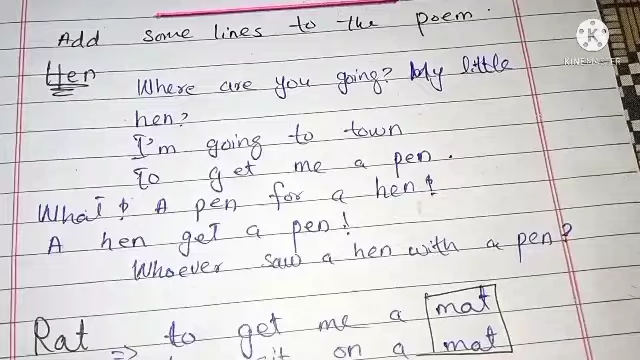 Add some lines to the poem.
Hen
Where are you going? My little
hen?
I'm going to town
To get me a pen.
What! A pen for a hen!
A hen get a pen!
Whoever saw a hen with a pen?
Rat ⇒ to get me a mat
on a mat
KINEMASTER